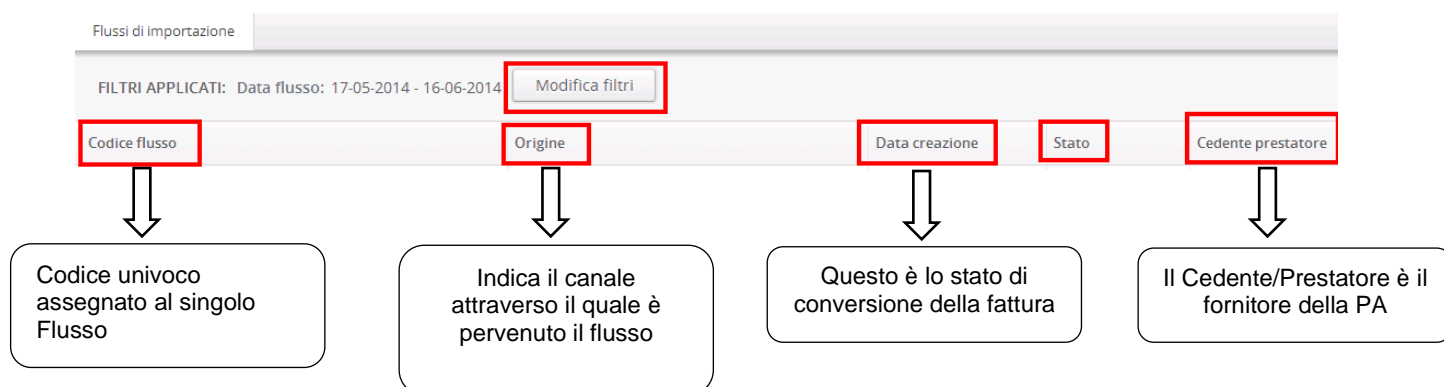 Flussi di importazione
FILTRI APPLICATI: Data flusso: 17-05-2014 - 16-06-2014 Modifica filtri
Codice flusso Origine Data creazione Stato Cedente prestatore
Codice univoco
assegnato al singolo
Flusso
Indica il canale
attraverso il quale è
pervenuto il flusso
Questo è lo stato di
conversione della fattura
Il Cedente/Prestatore è il
fornitore della PA